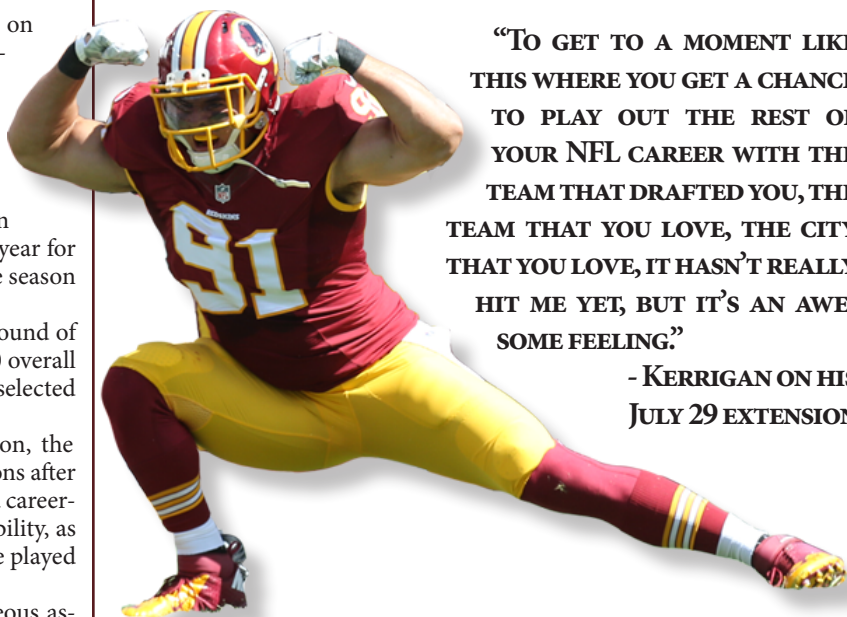 on
-
n
year for
season
ound of
overall
selected
on, the
ons after
career-
bility, as
played
eous as-
“To get to a moment like
this where you get a chance
to play out the rest of
your NFL career with the
team that drafted you, the
team that you love, the city
that you love, it hasn’t really
hit me yet, but it’s an awe-
some feeling.”
- Kerrigan on his
July 29 extension
REDSKINS
91